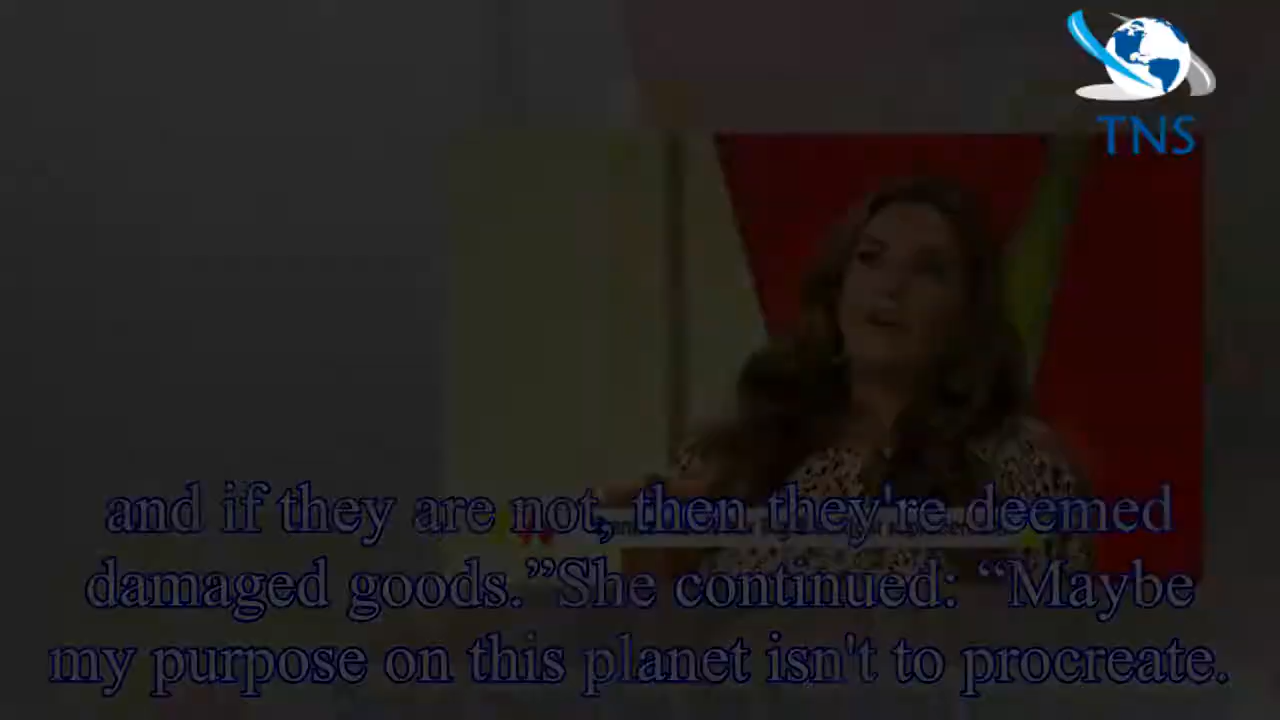 TNS
and if they are not, then they're deemed
damaged goods.”She continued: “Maybe
my purpose on this planet isn't to procreate.